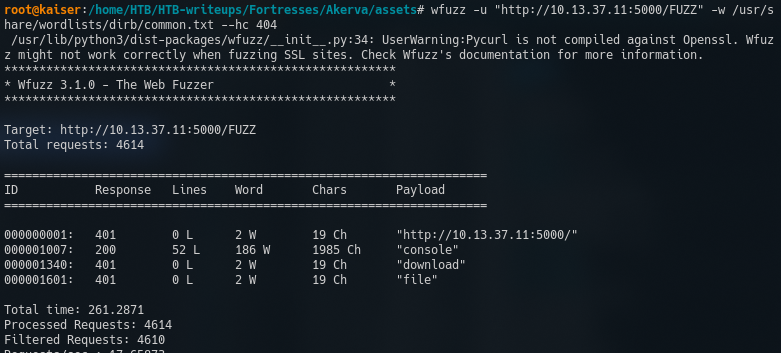 root@kaiser:/home/HTB/HTB-writeups/Fortresses/Akerva/assets# wfuzz -u "http://10.13.37.11:5000/FUZZ" -w /usr/s
hare/wordlists/dirb/common.txt --hc 404
 /usr/lib/python3/dist-packages/wfuzz/__init__.py:34: UserWarning:Pycurl is not compiled against Openssl. Wfuz
z might not work correctly when fuzzing SSL sites. Check Wfuzz's documentation for more information.
********************************************************
* Wfuzz 3.1.0 - The Web Fuzzer                         *
********************************************************
Target: http://10.13.37.11:5000/FUZZ
Total requests: 4614
=====================================================================
ID           Response   Lines    Word       Chars       Payload
=====================================================================
000000001:   401        0 L      2 W        19 Ch       "http://10.13.37.11:5000/"
000001007:   200        52 L     186 W      1985 Ch     "console"
000001340:   401        0 L      2 W        19 Ch       "download"
000001601:   401        0 L      2 W        19 Ch       "file"
Total time: 261.2871
Processed Requests: 4614
Filtered Requests: 4610
Requests/sec.: 17.65873